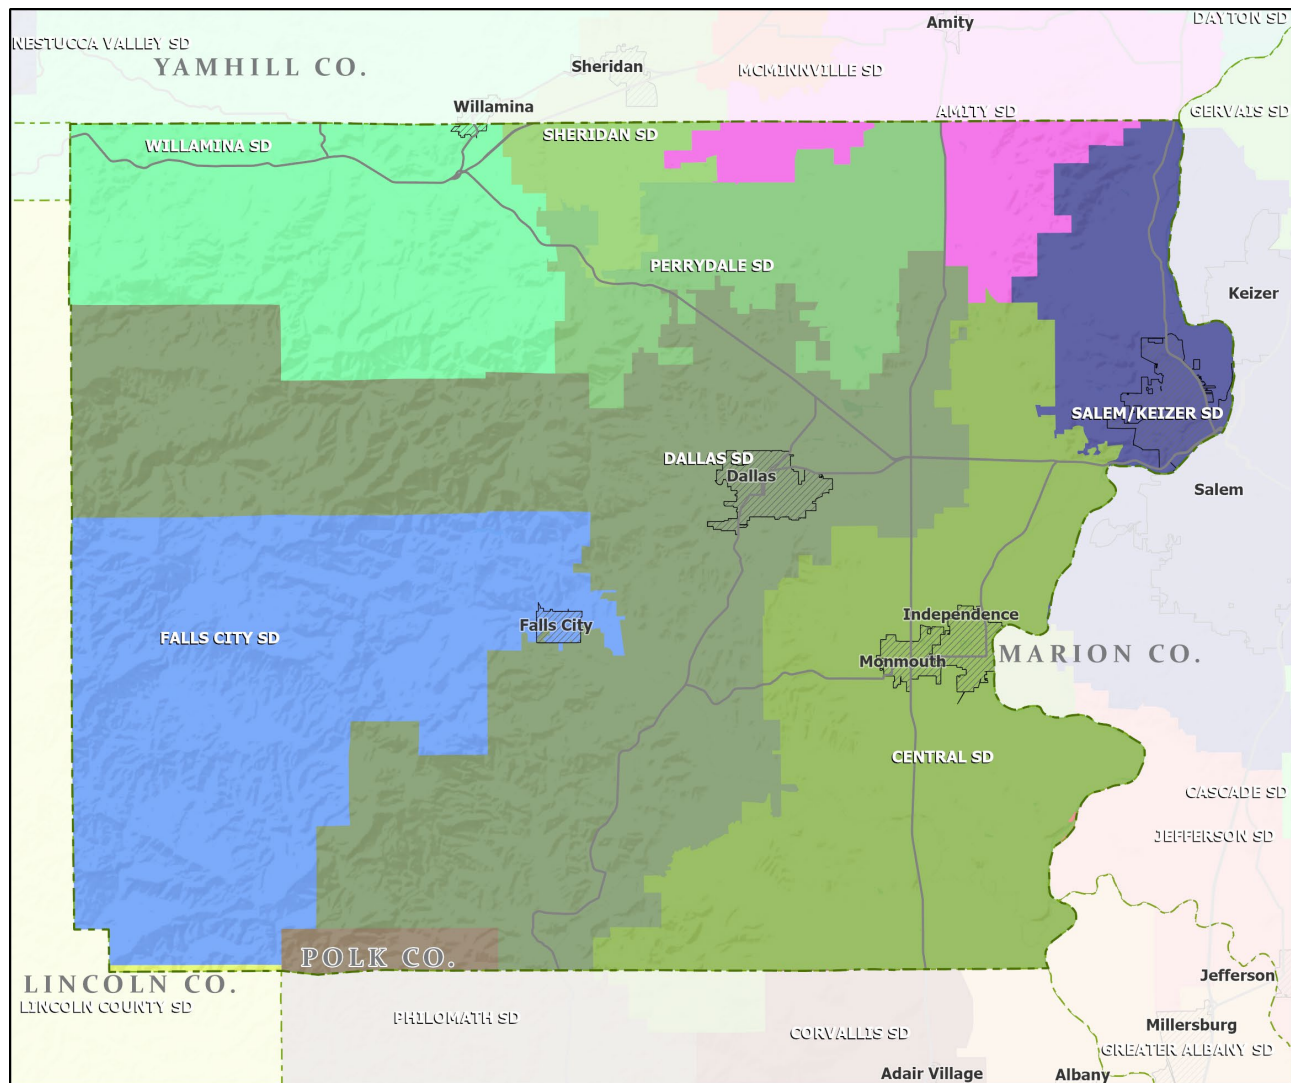 Amity
DAYTON SD
NESTUCCA VALLEY SD
YAMHILL CO.
Sheridan
MCMINNVILLE SD
Willamina
AMITY SD
GERVAIS SD
SHERIDAN SD
WILLAMINA SD
PERRYDALE SD
Keizer
SALEM/KEIZER SD
DALLAS SD
Dallas
Salem
Independence
Falls City
FALLS CITY SD
Monmouth
MARION CO.
CENTRAL SD
CASCADE SD
JEFFERSON SD
POLK CO.
Jefferson
LINCOLN CO.
LINCOLN COUNTY SD
PHILOMATH SD
Millersburg
CORVALLIS SD
GREATER ALBANY SD
Adair Village
Albany